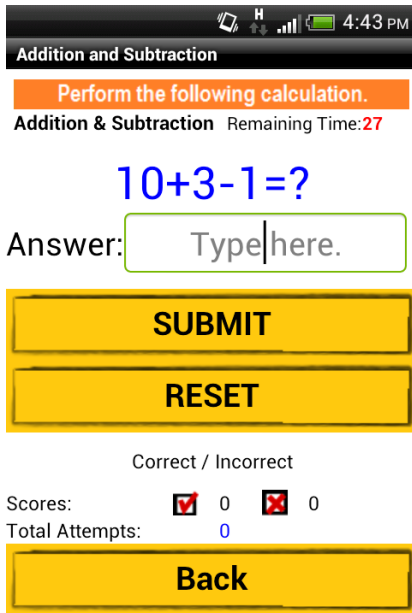 H 4:43 PM
Addition and Subtraction
Perform the following calculation.
Addition & Subtraction Remaining Time:27
10+3-1=?
Answer: Type here.
SUBMIT
RESET
Correct / Incorrect
Scores: 0 0
Total Attempts: 0
Back